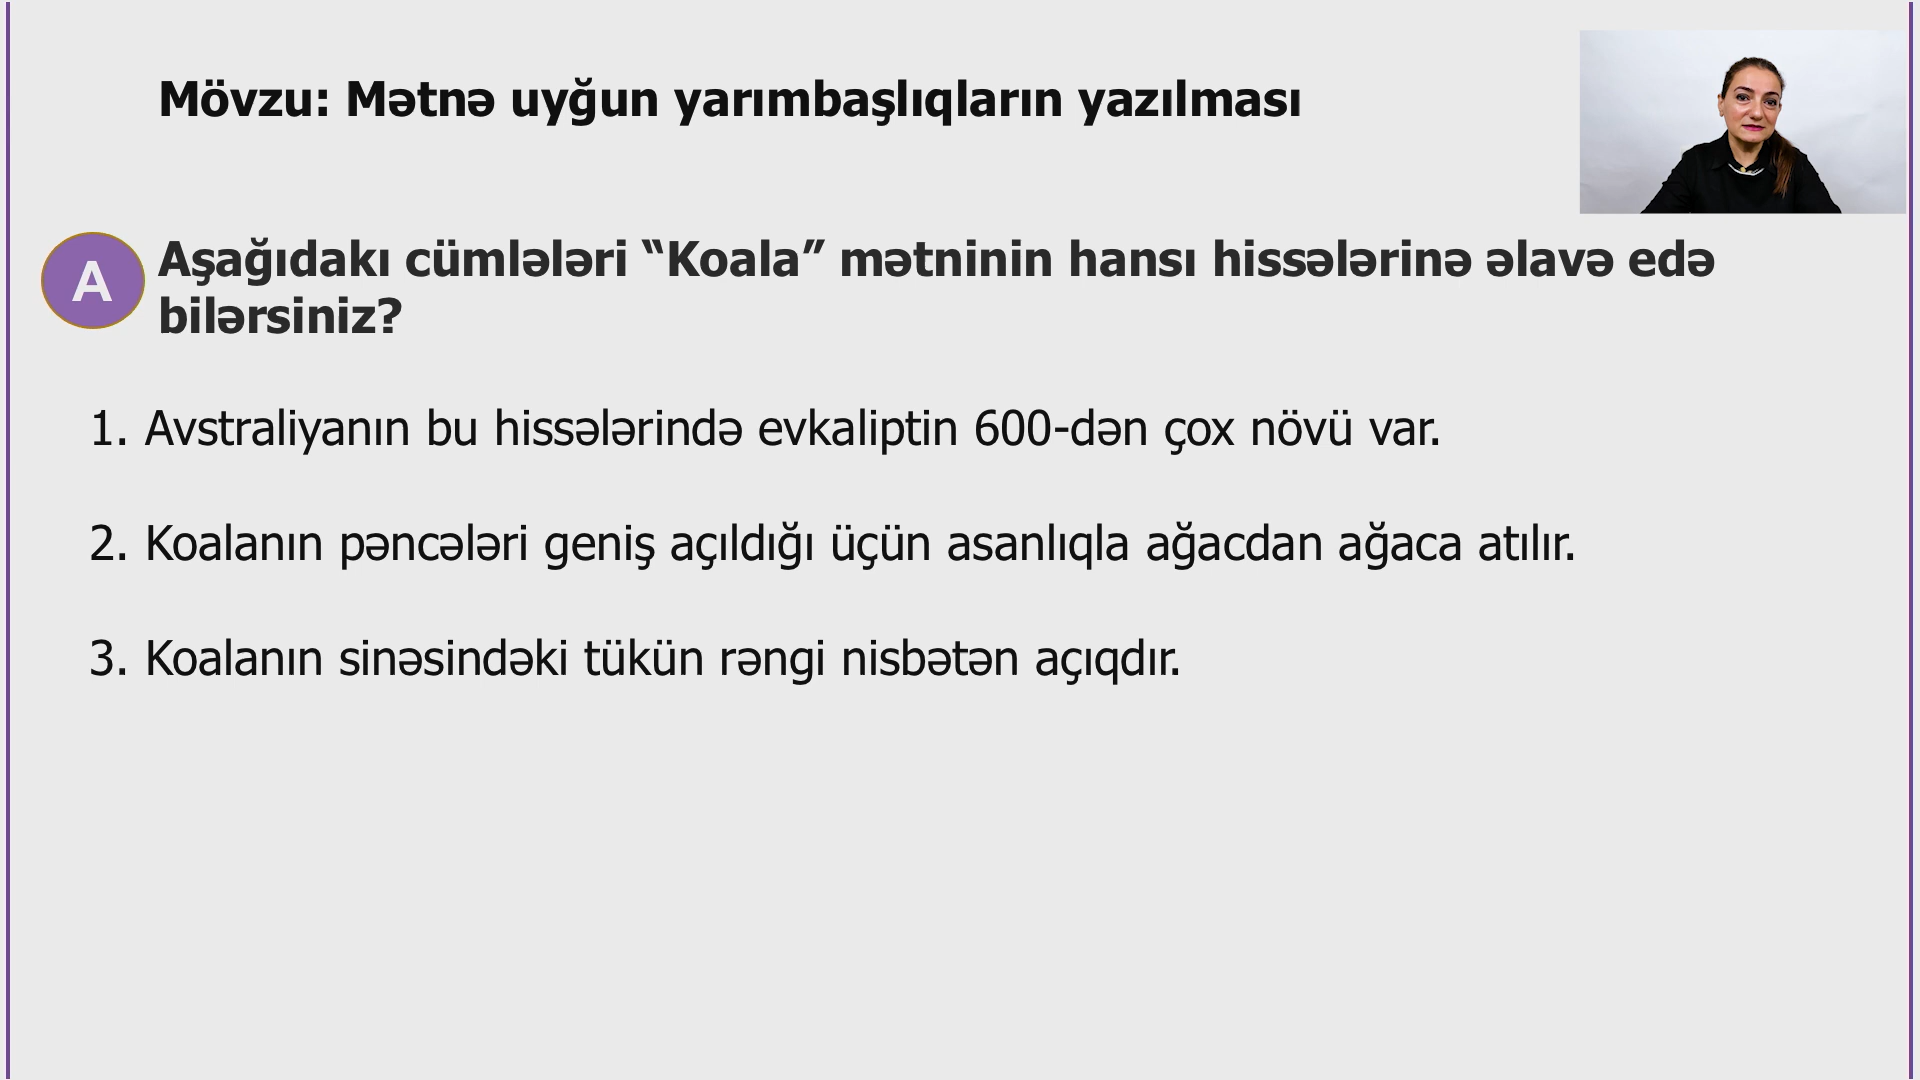 Mövzu: Mətnə uyğun yarımbaşlıqların yazılması
A
Aşağıdakı cümlələri “Koala” mətninin hansı hissələrinə əlavə edə
bilərsiniz?
1. Avstraliyanın bu hissələrində evkaliptin 600-dən çox növü var.
2. Koalanın pəncələri geniş açıldığı üçün asanlıqla ağacdan ağaca atılır.
3. Koalanın sinəsindəki tükün rəngi nisbətən açıqdır.